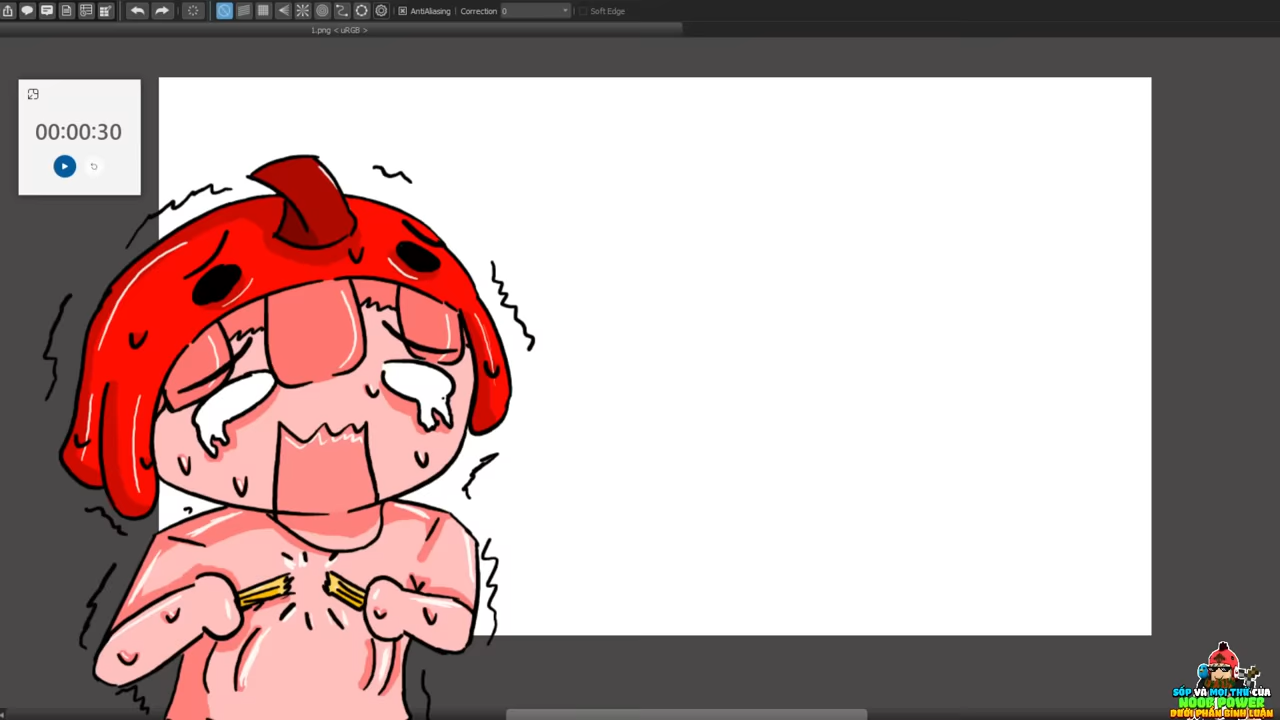 AntiAliasing Correction 0 Soft Edge
1.png < uRGB >
00:00:30
SỐP VÀ MỌI THỨ CỦA
NOOB POWER
DƯỚI PHẦN BÌNH LUẬN